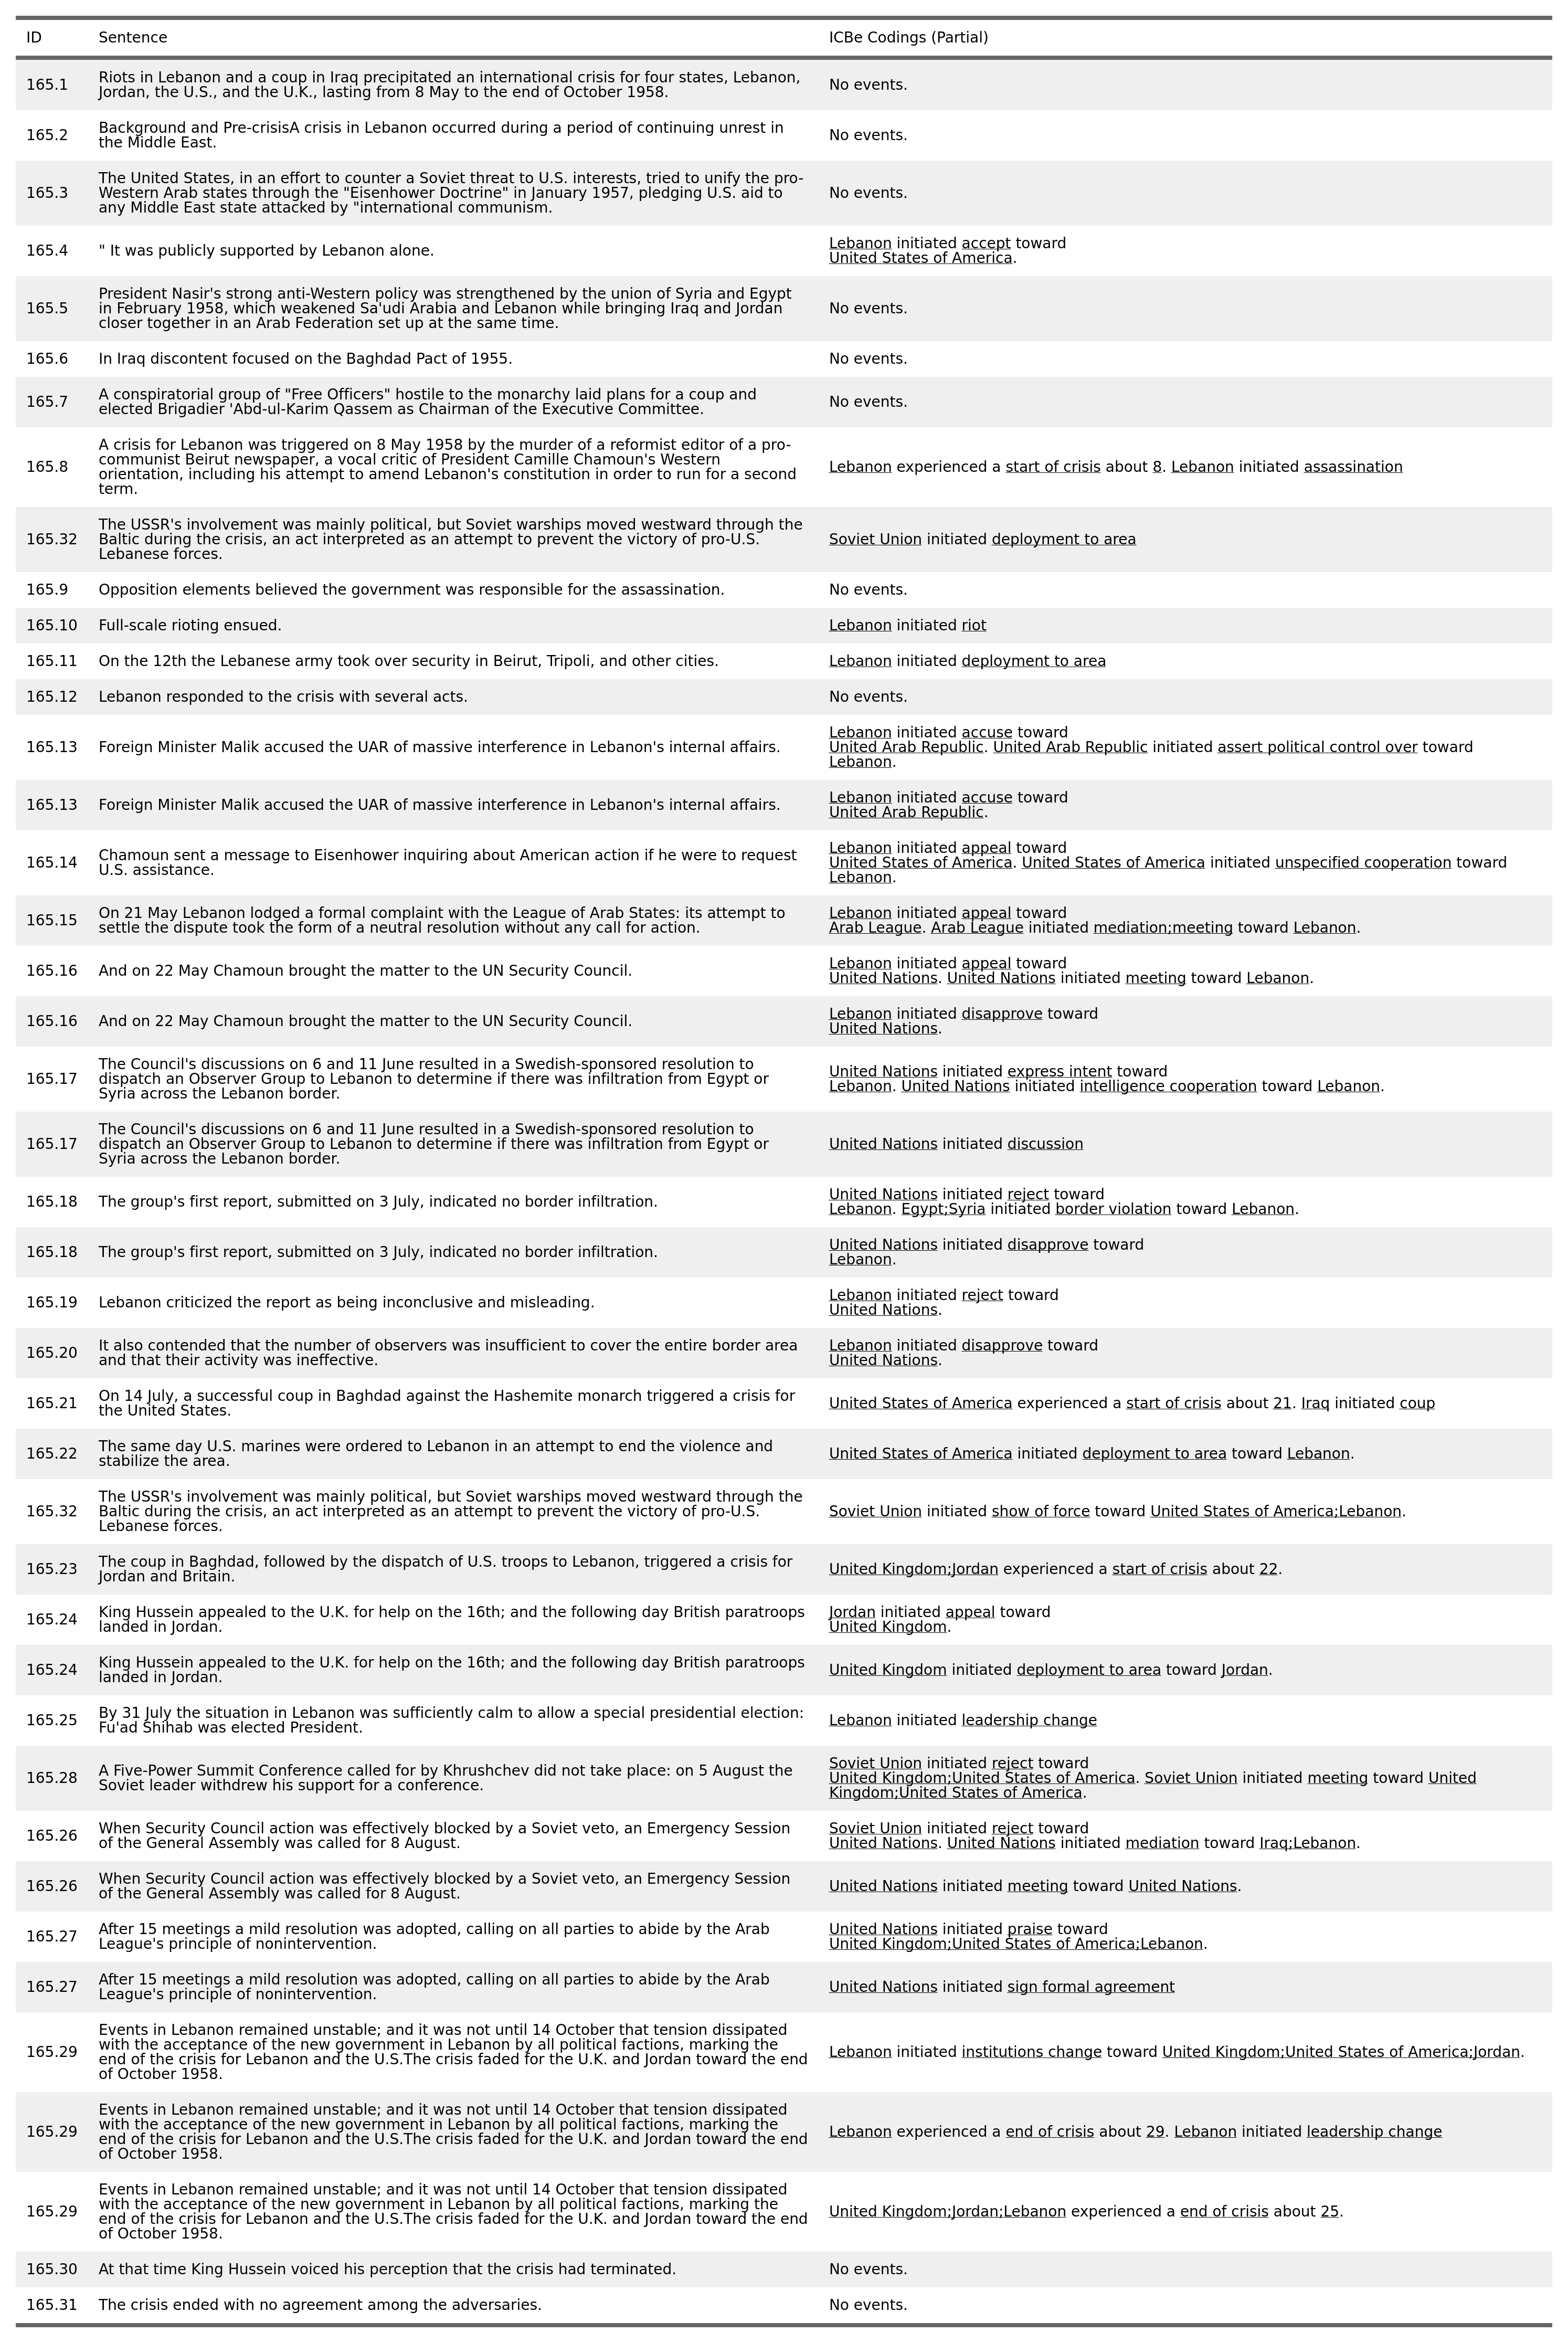 ID Sentence ICBe Codings (Partial)
165.1 Riots in Lebanon and a coup in Iraq precipitated an international crisis for four states, Lebanon,
Jordan, the U.S., and the U.K., lasting from 8 May to the end of October 1958.
No events.
165.2 Background and Pre-crisisA crisis in Lebanon occurred during a period of continuing unrest in
the Middle East.
No events.
165.3 The United States, in an effort to counter a Soviet threat to U.S. interests, tried to unify the pro-
Western Arab states through the "Eisenhower Doctrine" in January 1957, pledging U.S. aid to
any Middle East state attacked by "international communism.
No events.
165.4 " It was publicly supported by Lebanon alone.
Lebanon initiated accept toward
United States of America.
165.5 President Nasir's strong anti-Western policy was strengthened by the union of Syria and Egypt
in February 1958, which weakened Sa'udi Arabia and Lebanon while bringing Iraq and Jordan
closer together in an Arab Federation set up at the same time.
No events.
165.6 In Iraq discontent focused on the Baghdad Pact of 1955.
No events.
165.7 A conspiratorial group of "Free Officers" hostile to the monarchy laid plans for a coup and
elected Brigadier 'Abd-ul-Karim Qassem as Chairman of the Executive Committee.
No events.
165.8 A crisis for Lebanon was triggered on 8 May 1958 by the murder of a reformist editor of a pro-
communist Beirut newspaper, a vocal critic of President Camille Chamoun's Western
orientation, including his attempt to amend Lebanon's constitution in order to run for a second
term.
Lebanon experienced a start of crisis about 8. Lebanon initiated assassination
165.32 The USSR's involvement was mainly political, but Soviet warships moved westward through the
Baltic during the crisis, an act interpreted as an attempt to prevent the victory of pro-U.S.
Lebanese forces.
Soviet Union initiated deployment to area
165.9 Opposition elements believed the government was responsible for the assassination.
No events.
165.10 Full-scale rioting ensued.
Lebanon initiated riot
165.11 On the 12th the Lebanese army took over security in Beirut, Tripoli, and other cities.
Lebanon initiated deployment to area
165.12 Lebanon responded to the crisis with several acts.
No events.
165.13 Foreign Minister Malik accused the UAR of massive interference in Lebanon's internal affairs.
Lebanon initiated accuse toward
United Arab Republic. United Arab Republic initiated assert political control over toward
Lebanon.
165.13 Foreign Minister Malik accused the UAR of massive interference in Lebanon's internal affairs.
Lebanon initiated accuse toward
United Arab Republic.
165.14 Chamoun sent a message to Eisenhower inquiring about American action if he were to request
U.S. assistance.
Lebanon initiated appeal toward
United States of America. United States of America initiated unspecified cooperation toward
Lebanon.
165.15 On 21 May Lebanon lodged a formal complaint with the League of Arab States: its attempt to
settle the dispute took the form of a neutral resolution without any call for action.
Lebanon initiated appeal toward
Arab League. Arab League initiated mediation;meeting toward Lebanon.
165.16 And on 22 May Chamoun brought the matter to the UN Security Council.
Lebanon initiated appeal toward
United Nations. United Nations initiated meeting toward Lebanon.
165.16 And on 22 May Chamoun brought the matter to the UN Security Council.
Lebanon initiated disapprove toward
United Nations.
165.17 The Council's discussions on 6 and 11 June resulted in a Swedish-sponsored resolution to
dispatch an Observer Group to Lebanon to determine if there was infiltration from Egypt or
Syria across the Lebanon border.
United Nations initiated express intent toward
Lebanon. United Nations initiated intelligence cooperation toward Lebanon.
165.17 The Council's discussions on 6 and 11 June resulted in a Swedish-sponsored resolution to
dispatch an Observer Group to Lebanon to determine if there was infiltration from Egypt or
Syria across the Lebanon border.
United Nations initiated discussion
165.18 The group's first report, submitted on 3 July, indicated no border infiltration.
United Nations initiated reject toward
Lebanon. Egypt;Syria initiated border violation toward Lebanon.
165.18 The group's first report, submitted on 3 July, indicated no border infiltration.
United Nations initiated disapprove toward
Lebanon.
165.19 Lebanon criticized the report as being inconclusive and misleading.
Lebanon initiated reject toward
United Nations.
165.20 It also contended that the number of observers was insufficient to cover the entire border area
and that their activity was ineffective.
Lebanon initiated disapprove toward
United Nations.
165.21 On 14 July, a successful coup in Baghdad against the Hashemite monarch triggered a crisis for
the United States.
United States of America experienced a start of crisis about 21. Iraq initiated coup
165.22 The same day U.S. marines were ordered to Lebanon in an attempt to end the violence and
stabilize the area.
United States of America initiated deployment to area toward Lebanon.
165.32 The USSR's involvement was mainly political, but Soviet warships moved westward through the
Baltic during the crisis, an act interpreted as an attempt to prevent the victory of pro-U.S.
Lebanese forces.
Soviet Union initiated show of force toward United States of America;Lebanon.
165.23 The coup in Baghdad, followed by the dispatch of U.S. troops to Lebanon, triggered a crisis for
Jordan and Britain.
United Kingdom;Jordan experienced a start of crisis about 22.
165.24 King Hussein appealed to the U.K. for help on the 16th; and the following day British paratroops
landed in Jordan.
Jordan initiated appeal toward
United Kingdom.
165.24 King Hussein appealed to the U.K. for help on the 16th; and the following day British paratroops
landed in Jordan.
United Kingdom initiated deployment to area toward Jordan.
165.25 By 31 July the situation in Lebanon was sufficiently calm to allow a special presidential election:
Fu'ad Shihab was elected President.
Lebanon initiated leadership change
165.28 A Five-Power Summit Conference called for by Khrushchev did not take place: on 5 August the
Soviet leader withdrew his support for a conference.
Soviet Union initiated reject toward
United Kingdom;United States of America. Soviet Union initiated meeting toward United
Kingdom;United States of America.
165.26 When Security Council action was effectively blocked by a Soviet veto, an Emergency Session
of the General Assembly was called for 8 August.
Soviet Union initiated reject toward
United Nations. United Nations initiated mediation toward Iraq;Lebanon.
165.26 When Security Council action was effectively blocked by a Soviet veto, an Emergency Session
of the General Assembly was called for 8 August.
United Nations initiated meeting toward United Nations.
165.27 After 15 meetings a mild resolution was adopted, calling on all parties to abide by the Arab
League's principle of nonintervention.
United Nations initiated praise toward
United Kingdom;United States of America;Lebanon.
165.27 After 15 meetings a mild resolution was adopted, calling on all parties to abide by the Arab
League's principle of nonintervention.
United Nations initiated sign formal agreement
165.29 Events in Lebanon remained unstable; and it was not until 14 October that tension dissipated
with the acceptance of the new government in Lebanon by all political factions, marking the
end of the crisis for Lebanon and the U.S.The crisis faded for the U.K. and Jordan toward the end
of October 1958.
Lebanon initiated institutions change toward United Kingdom;United States of America;Jordan.
165.29 Events in Lebanon remained unstable; and it was not until 14 October that tension dissipated
with the acceptance of the new government in Lebanon by all political factions, marking the
end of the crisis for Lebanon and the U.S.The crisis faded for the U.K. and Jordan toward the end
of October 1958.
Lebanon experienced a end of crisis about 29. Lebanon initiated leadership change
165.29 Events in Lebanon remained unstable; and it was not until 14 October that tension dissipated
with the acceptance of the new government in Lebanon by all political factions, marking the
end of the crisis for Lebanon and the U.S.The crisis faded for the U.K. and Jordan toward the end
of October 1958.
United Kingdom;Jordan;Lebanon experienced a end of crisis about 25.
165.30 At that time King Hussein voiced his perception that the crisis had terminated.
No events.
165.31 The crisis ended with no agreement among the adversaries.
No events.